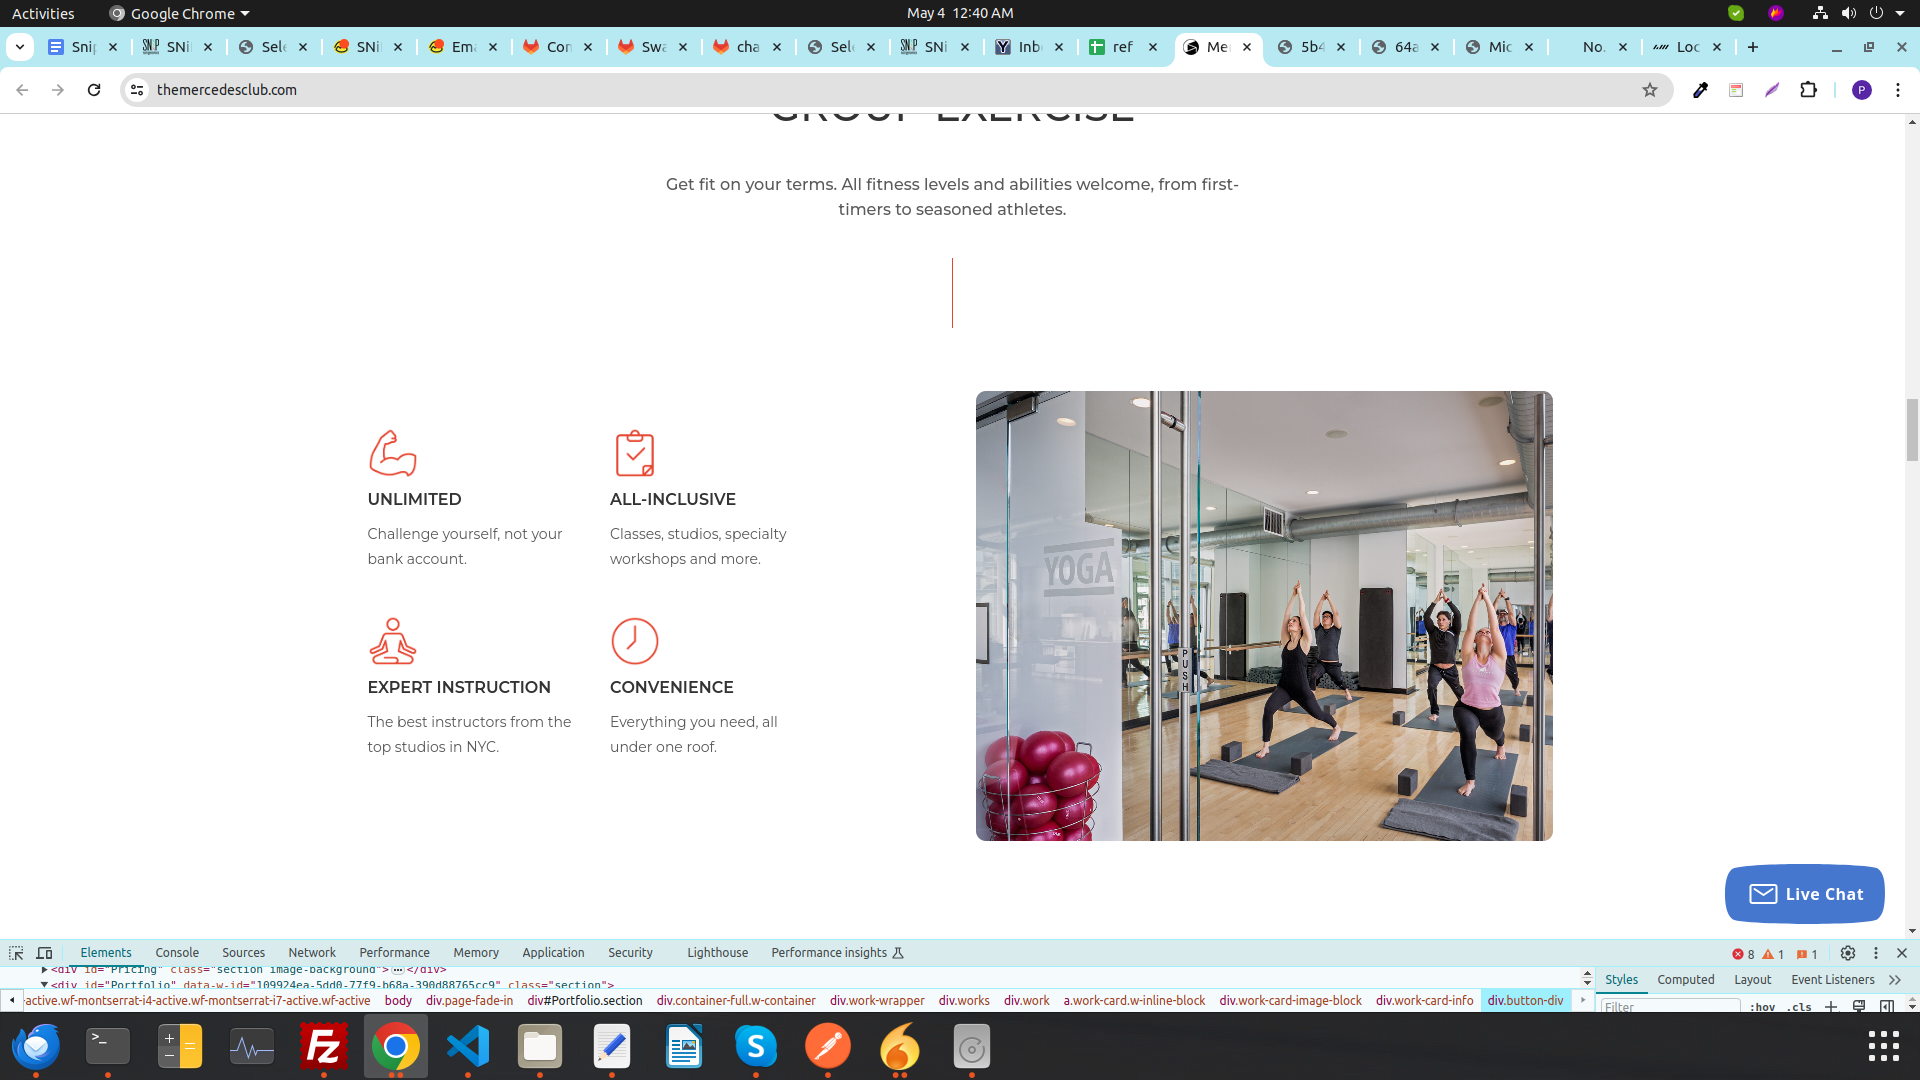 Activities
Google Chrome
May 4 12:40 AM
Snip
SNi
Sele
SNi
Ema
Con
Swa
cha
Sele
SNi
Inb
ref
Me
5b4
64a
Mic
No.
Loc
themercedesclub.com
P
GROUP EXERCISE
Get fit on your terms. All fitness levels and abilities welcome, from first-
timers to seasoned athletes.
UNLIMITED
Challenge yourself, not your
bank account.
ALL-INCLUSIVE
Classes, studios, specialty
workshops and more.
EXPERT INSTRUCTION
The best instructors from the
top studios in NYC.
CONVENIENCE
Everything you need, all
under one roof.
YOGA
PUSH
Live Chat
Elements Console Sources Network Performance Memory Application Security Lighthouse Performance insights
8 1 1
<div id="Pricing" class="section image-background"> </div>
<div id="Portfolio" data-w-id="109924ea-5dd0-77f9-b68a-390d88765cc9" class="section">
-active.wf-montserrat-i4-active.wf-montserrat-i7-active.wf-active body div.page-fade-in div#Portfolio.section div.container-full.w-container div.work-wrapper div.works div.work a.work-card.w-inline-block div.work-card-image-block div.work-card-info div.button-div
Styles Computed Layout Event Listeners
Filter
:hov .cls